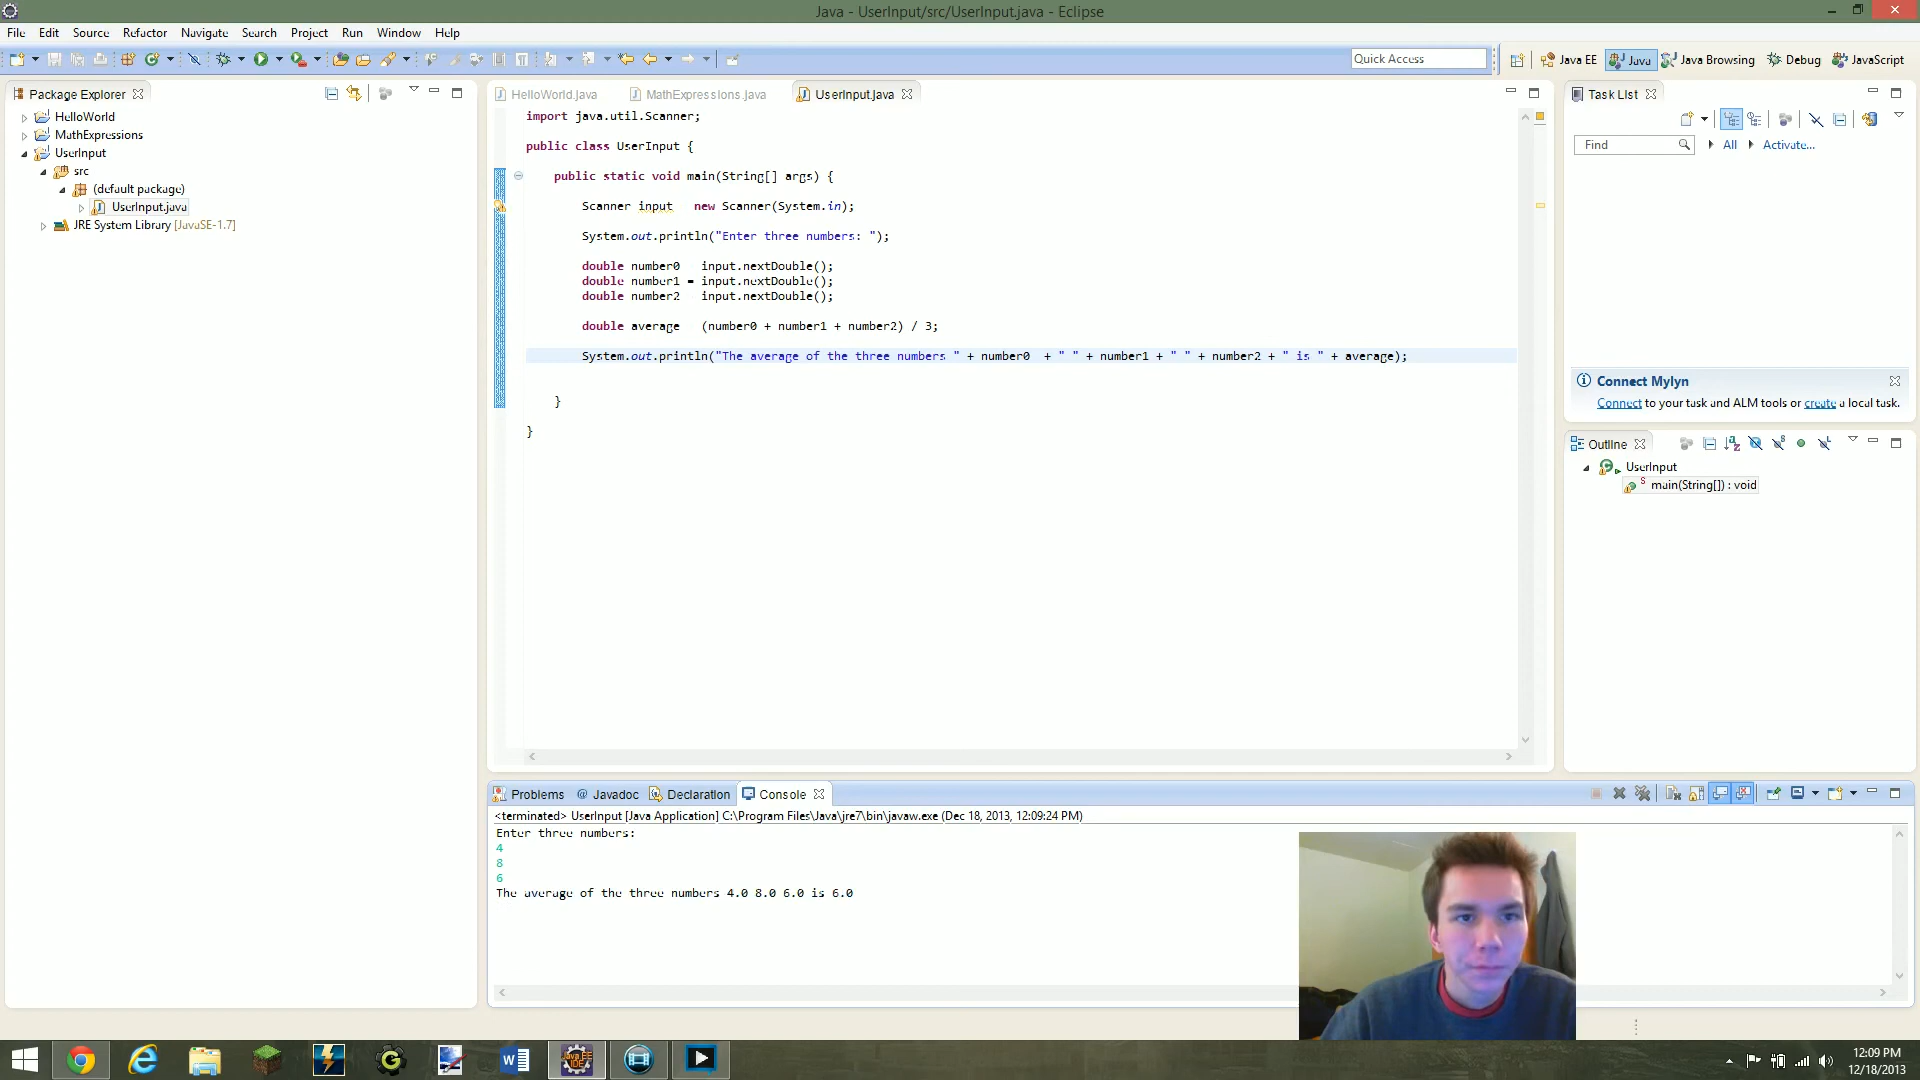 Java - UserInput/src/UserInput.java - Eclipse
File Edit Source Refactor Navigate Search Project Run Window Help
Quick Access
Java EE Java Java Browsing Debug JavaScript
Package Explorer
HelloWorld
MathExpressions
UserInput
src
(default package)
UserInput.java
JRE System Library [JavaSE-1.7]
HelloWorld.java MathExpressions.java UserInput.java
import java.util.Scanner;
public class UserInput {
public static void main(String[] args) {
Scanner input new Scanner(System.in);
System.out.println("Enter three numbers: ");
double number0 input.nextDouble();
double number1 = input.nextDouble();
double number2 input.nextDouble();
double average (number0 + number1 + number2) / 3;
System.out.println("The average of the three numbers " + number0 + " " + number1 + " " + number2 + " is " + average);
}
}
Task List
Find
All Activate...
Connect Mylyn
Connect to your task and ALM tools or create a local task.
Outline
UserInput
main(String[]) : void
Problems @ Javadoc Declaration Console
<terminated> UserInput [Java Application] C:\Program Files\Java\jre7\bin\javaw.exe (Dec 18, 2013, 12:09:24 PM)
Enter three numbers:
4
8
6
The average of the three numbers 4.0 8.0 6.0 is 6.0
Java EE
IDE
12:09 PM
12/18/2013